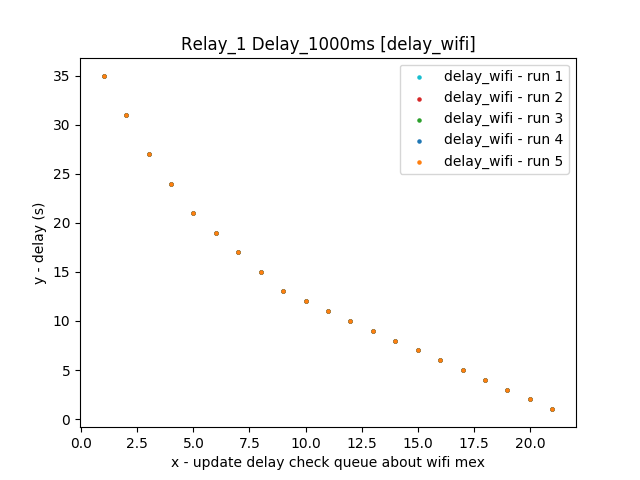 Relay_1 Delay_1000ms [delay_wifi]
delay_wifi - run 1
delay_wifi - run 2
delay_wifi - run 3
delay_wifi - run 4
delay_wifi - run 5
y - delay (s)
35
30
25
20
15
10
5
0
0.0 2.5 5.0 7.5 10.0 12.5 15.0 17.5 20.0
x - update delay check queue about wifi mex